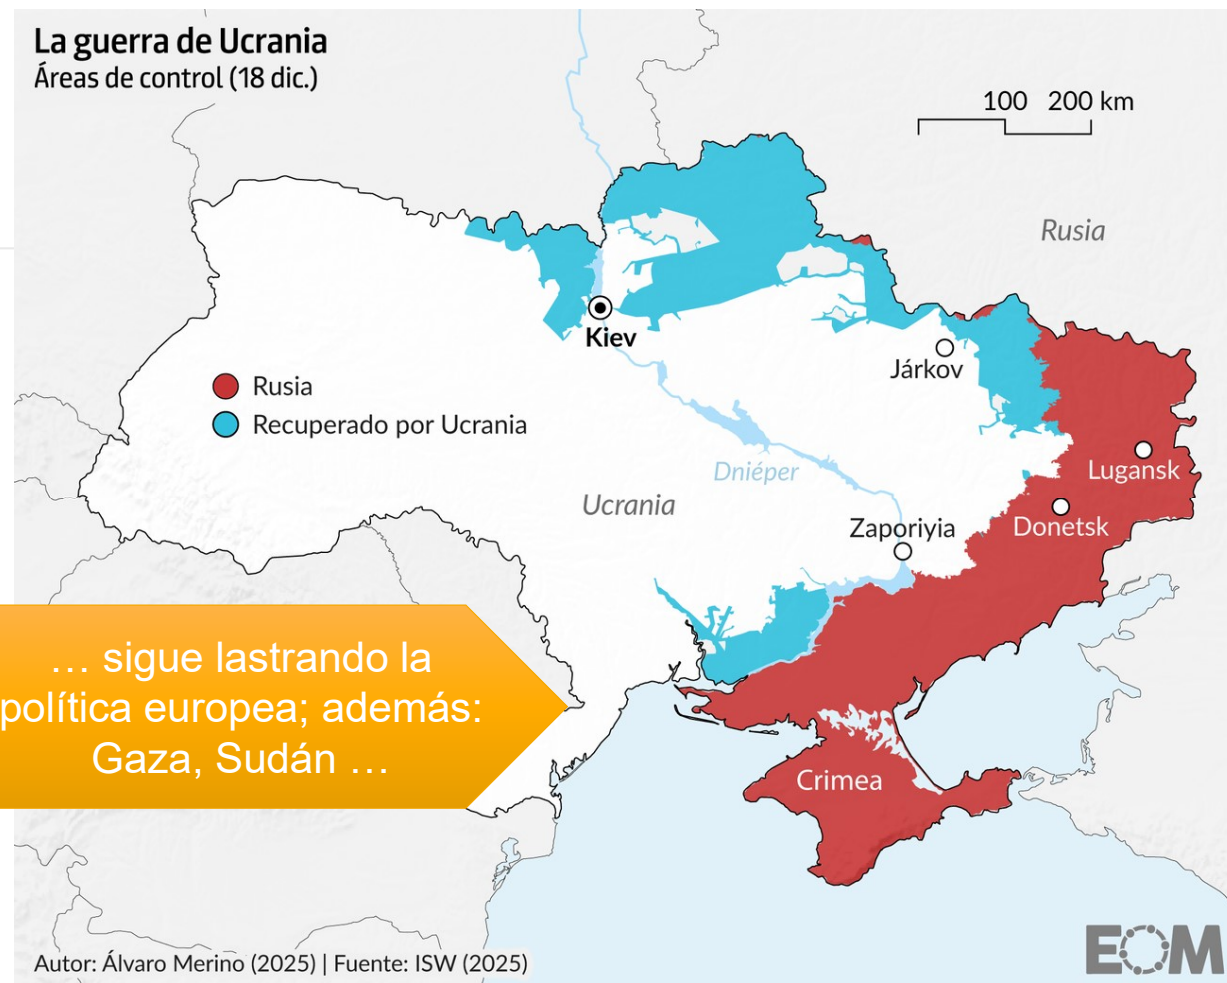 La guerra de Ucrania
Áreas de control (18 dic.)
100 200 km
Rusia
Kiev
Járkov
Rusia
Recuperado por Ucrania
Lugansk
Dniéper
Ucrania
Zaporiyia
Donetsk
… sigue lastrando la
política europea; además:
Gaza, Sudán …
Crimea
Autor: Álvaro Merino (2025) | Fuente: ISW (2025)
EOM